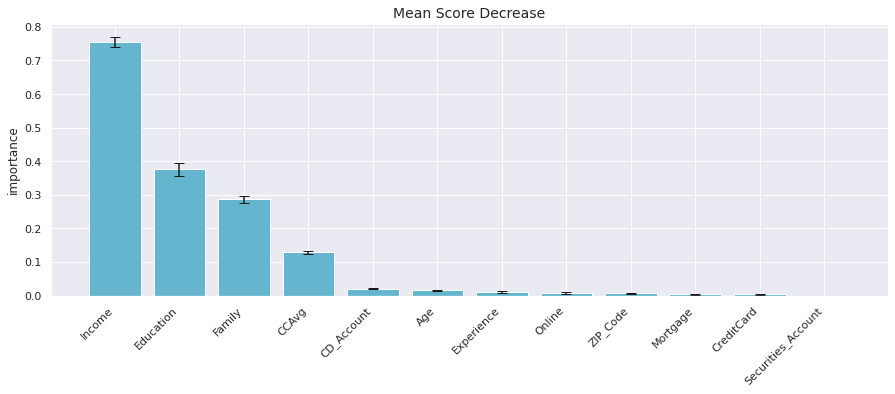 Mean Score Decrease
importance
0.8
0.7
0.6
0.5
0.4
0.3
0.2
0.1
0.0
Income
Education
Family
CCAvg
CD_Account
Age
Experience
Online
ZIP_Code
Mortgage
CreditCard
Securities_Account